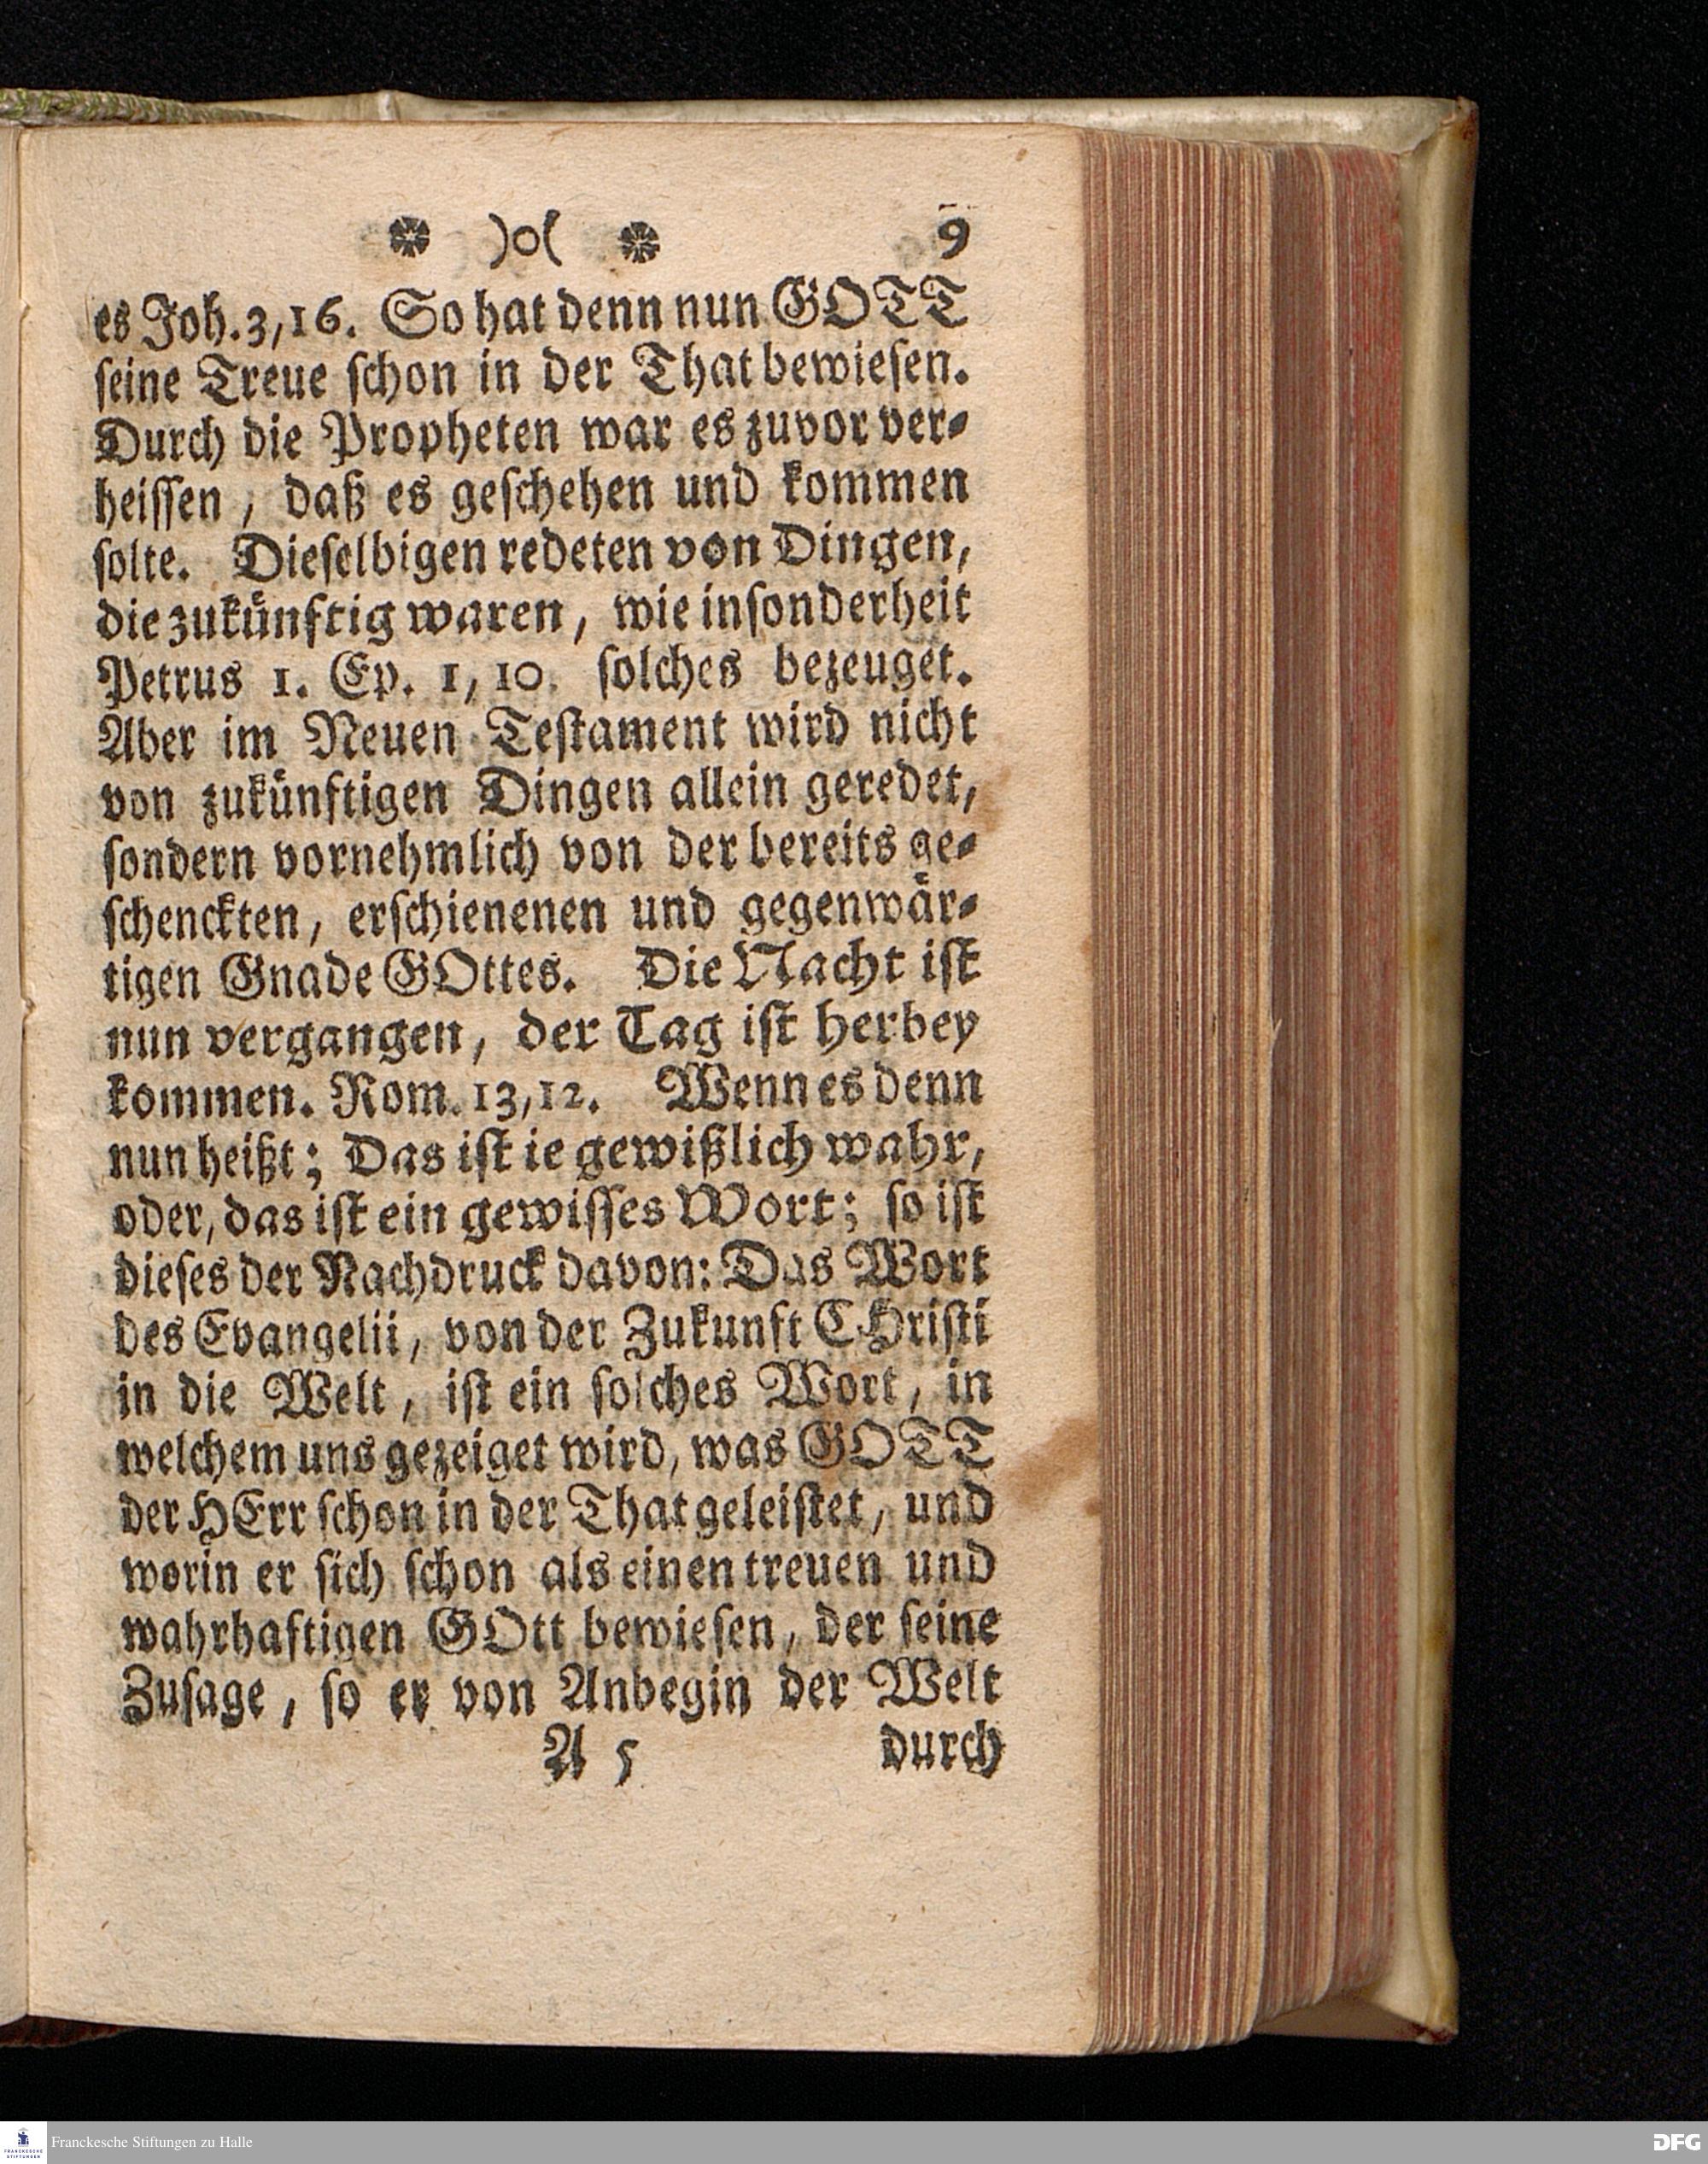 ❋ )o( ❋ 9
es Joh. 3, 16. So hat denn nun GOTT
ſeine Treue ſchon in der That bewieſen.
Durch die Propheten war es zuvor ver-
heiſſen, daß es geſchehen und kommen
ſolte. Dieſelbigen redeten von Dingen,
die zukünftig waren, wie inſonderheit
Petrus 1. Ep. 1, 10. ſolches bezeuget.
Aber im Neuen Teſtament wird nicht
von zukünftigen Dingen allein geredet,
ſondern vornehmlich von der bereits ge-
ſchenckten, erſchienenen und gegenwär-
tigen Gnade GOttes. Die Nacht iſt
nun vergangen, der Tag iſt herbey
kommen. Rom. 13, 12. Wenn es denn
nun heißt; Das iſt ie gewißlich wahr,
oder, das iſt ein gewiſſes Wort; ſo iſt
dieſes der Nachdruck davon: Das Wort
des Evangelii, von der Zukunft CHriſti
in die Welt, iſt ein ſolches Wort, in
welchem uns gezeiget wird, was GOTT
der HErr ſchon in der That geleiſtet, und
worin er ſich ſchon als einen treuen und
wahrhaftigen GOtt bewieſen, der ſeine
Zuſage, ſo er von Anbegin der Welt
A 5 durch
FRANCKESCHE STIFTUNGEN
Franckesche Stiftungen zu Halle
DFG